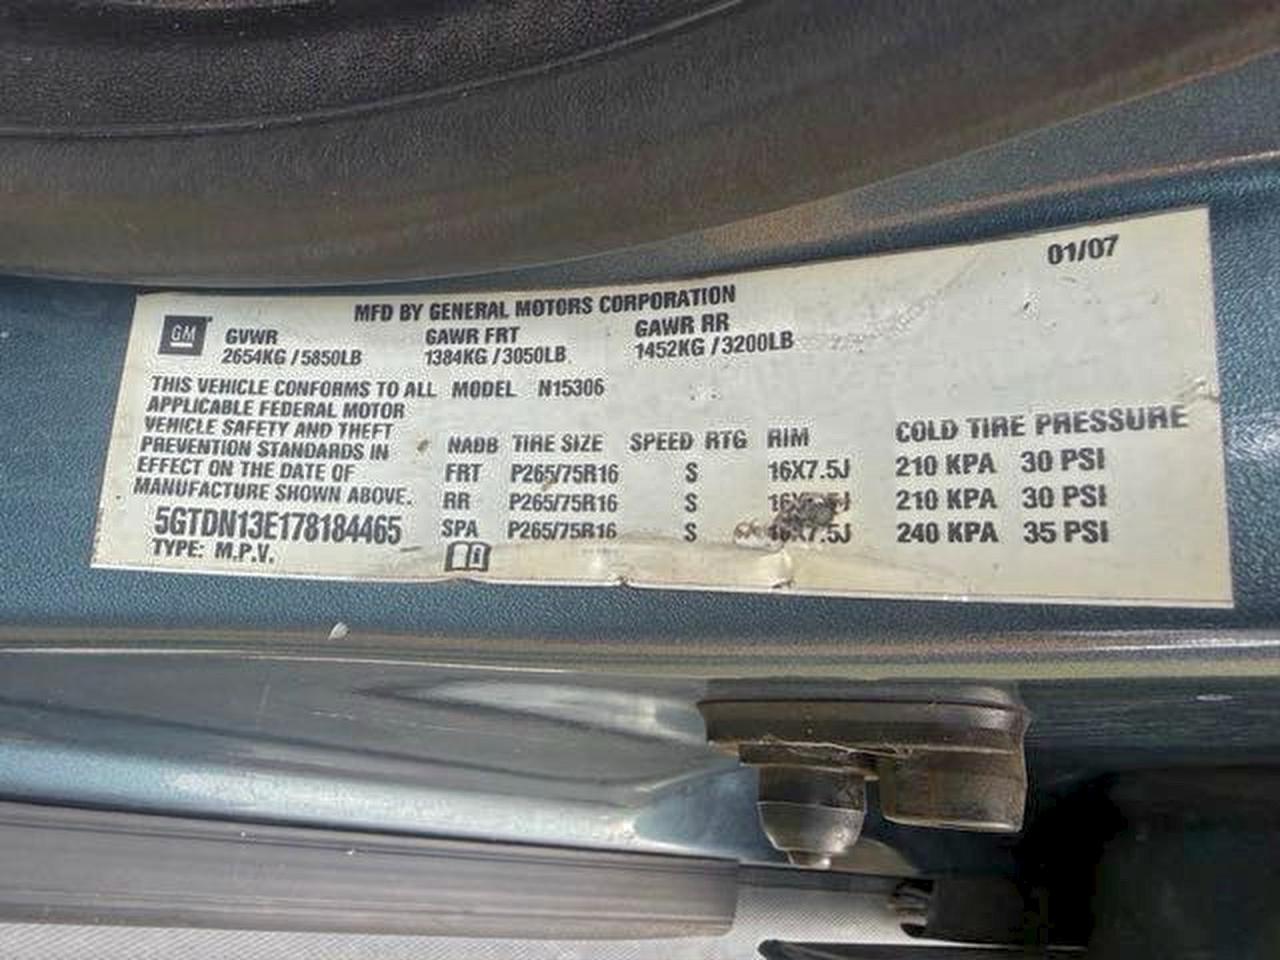 01/07
MFD BY GENERAL MOTORS CORPORATION
GM GVWR GAWR FRT GAWR RR
2654KG / 5850LB 1384KG / 3050LB 1452KG / 3200LB
THIS VEHICLE CONFORMS TO ALL MODEL N15306
APPLICABLE FEDERAL MOTOR
VEHICLE SAFETY AND THEFT
PREVENTION STANDARDS IN
EFFECT ON THE DATE OF
MANUFACTURE SHOWN ABOVE.
NADB TIRE SIZE SPEED RTG RIM COLD TIRE PRESSURE
FRT P265/75R16 S 16X7.5J 210 KPA 30 PSI
RR P265/75R16 S 210 KPA 30 PSI
SPA P265/75R16 S 16X7.5J 240 KPA 35 PSI
5GTDN13E178184465
TYPE: M.P.V.